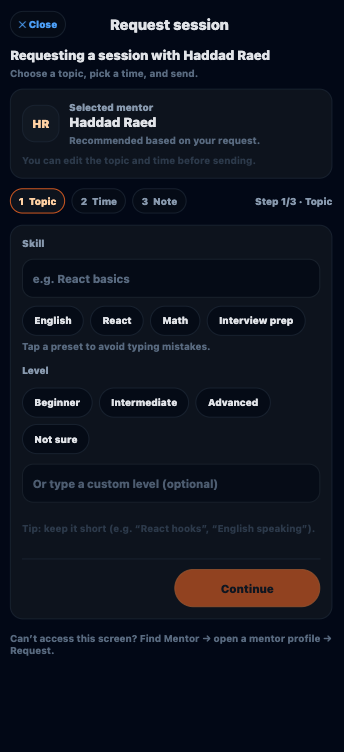 × Close
Request session
Requesting a session with Haddad Raed
Choose a topic, pick a time, and send.
HR
Selected mentor
Haddad Raed
Recommended based on your request.
You can edit the topic and time before sending.
1 Topic
2 Time
3 Note
Step 1/3 · Topic
Skill
e.g. React basics
English
React
Math
Interview prep
Tap a preset to avoid typing mistakes.
Level
Beginner
Intermediate
Advanced
Not sure
Or type a custom level (optional)
Tip: keep it short (e.g. “React hooks”, “English speaking”).
Continue
Can’t access this screen? Find Mentor → open a mentor profile →
Request.